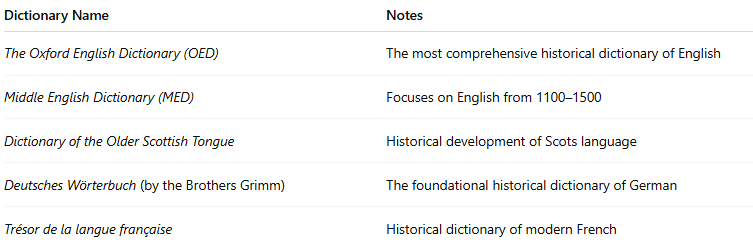 Dictionary Name Notes
The Oxford English Dictionary (OED) The most comprehensive historical dictionary of English
Middle English Dictionary (MED) Focuses on English from 1100–1500
Dictionary of the Older Scottish Tongue Historical development of Scots language
Deutsches Wörterbuch (by the Brothers Grimm) The foundational historical dictionary of German
Trésor de la langue française Historical dictionary of modern French